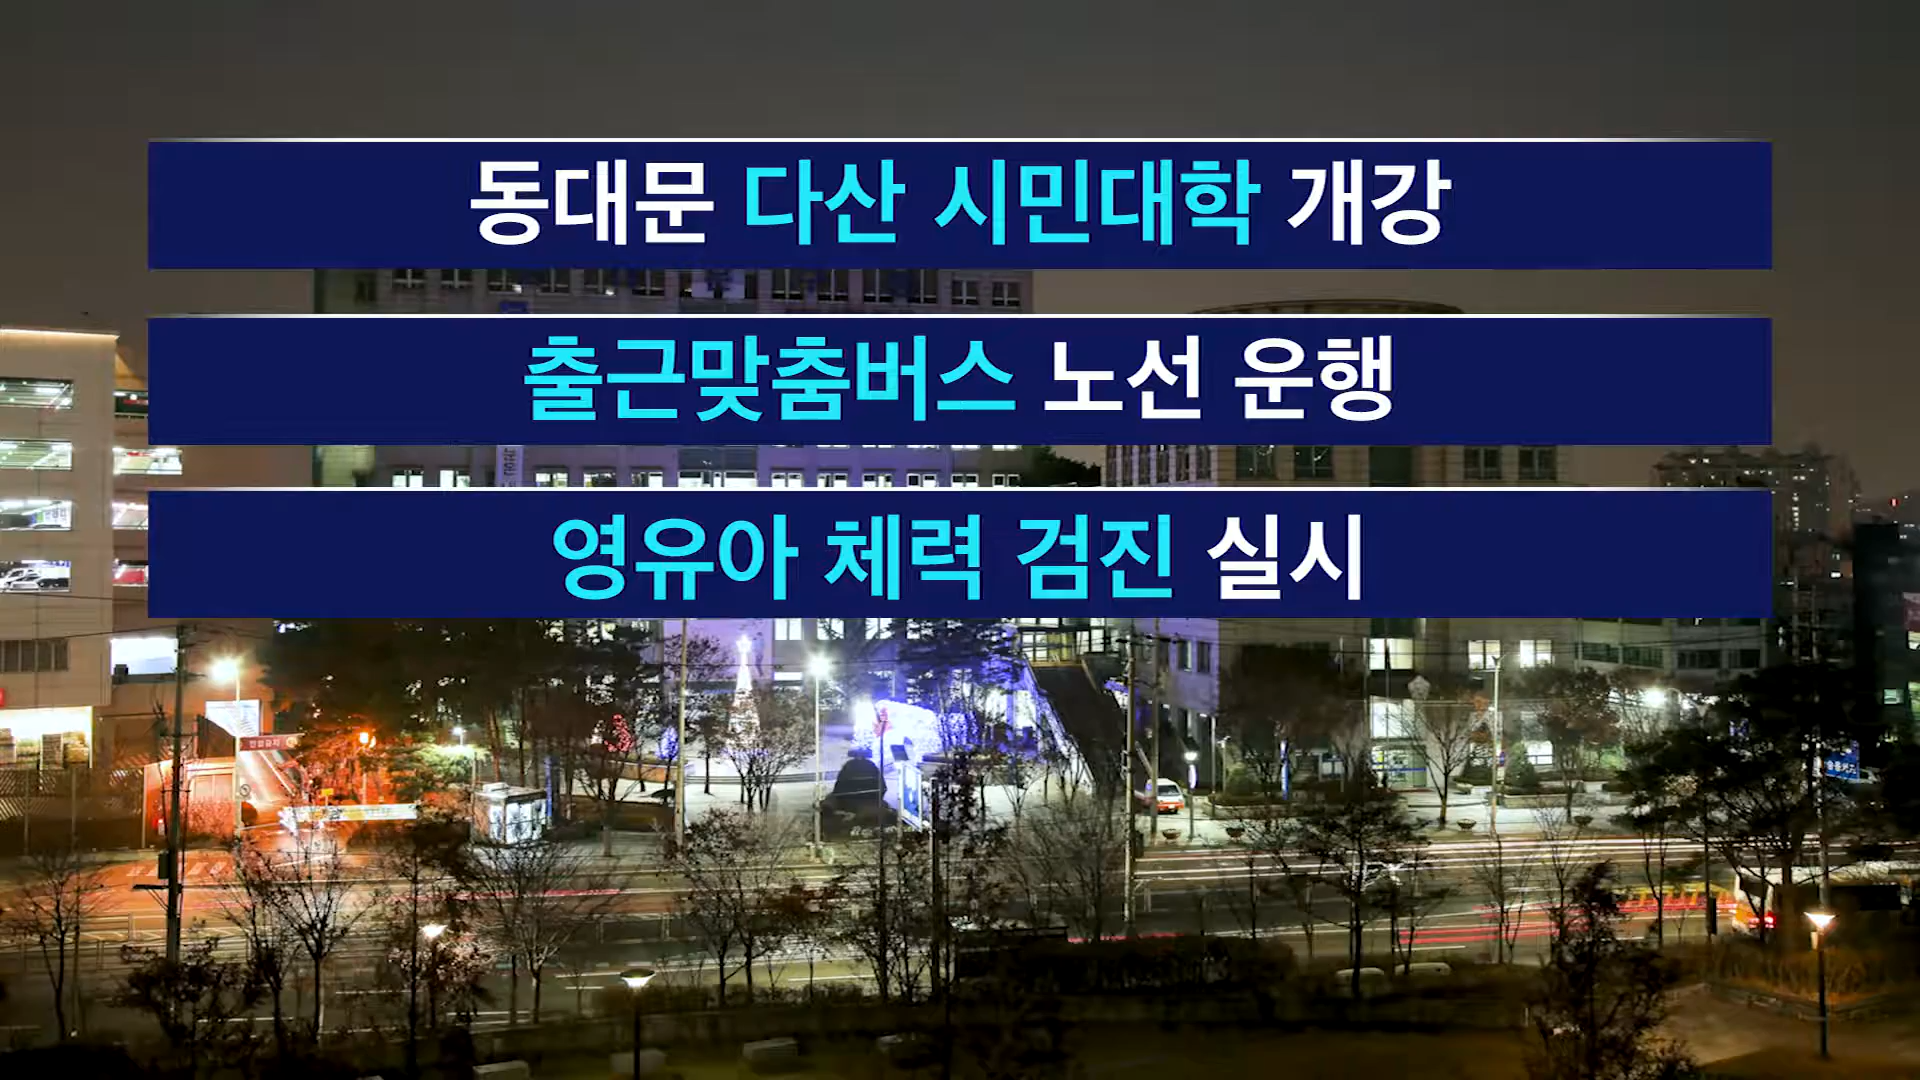 동대문 다산 시민대학 개강
출근맞춤버스 노선 운행
영유아 체력 검진 실시